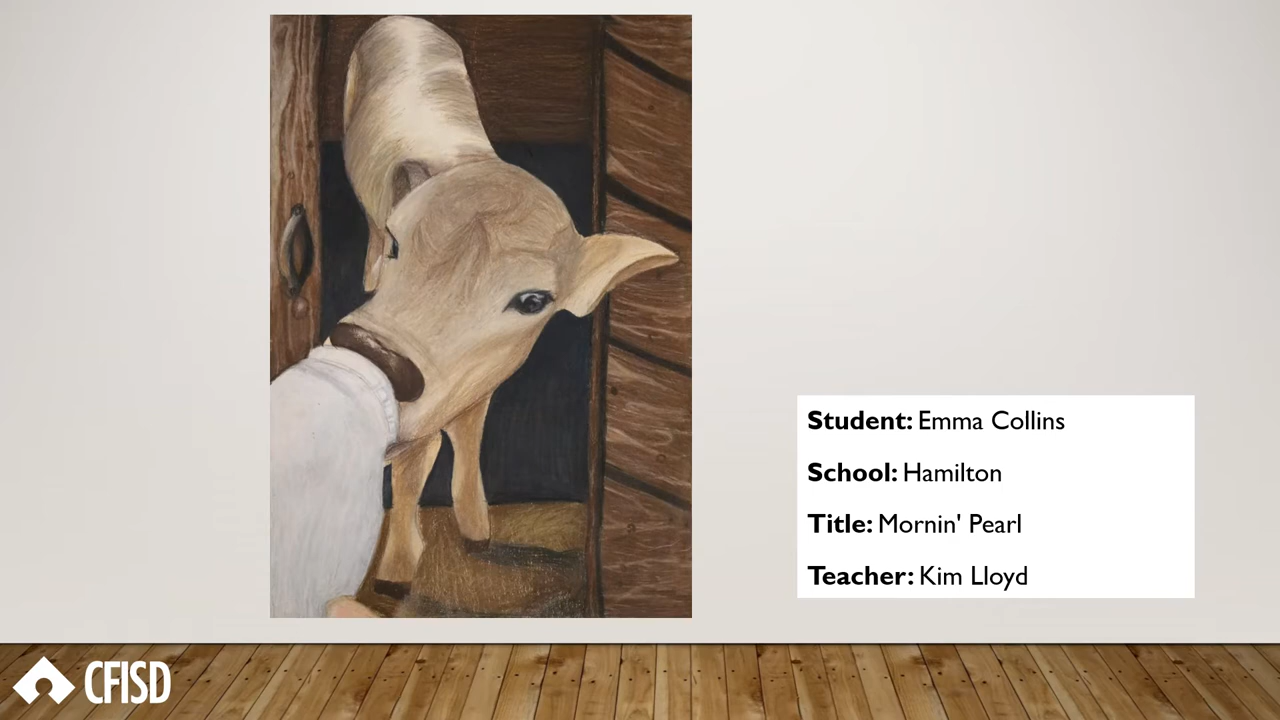 Student: Emma Collins
School: Hamilton
Title: Mornin' Pearl
Teacher: Kim Lloyd
CFISD